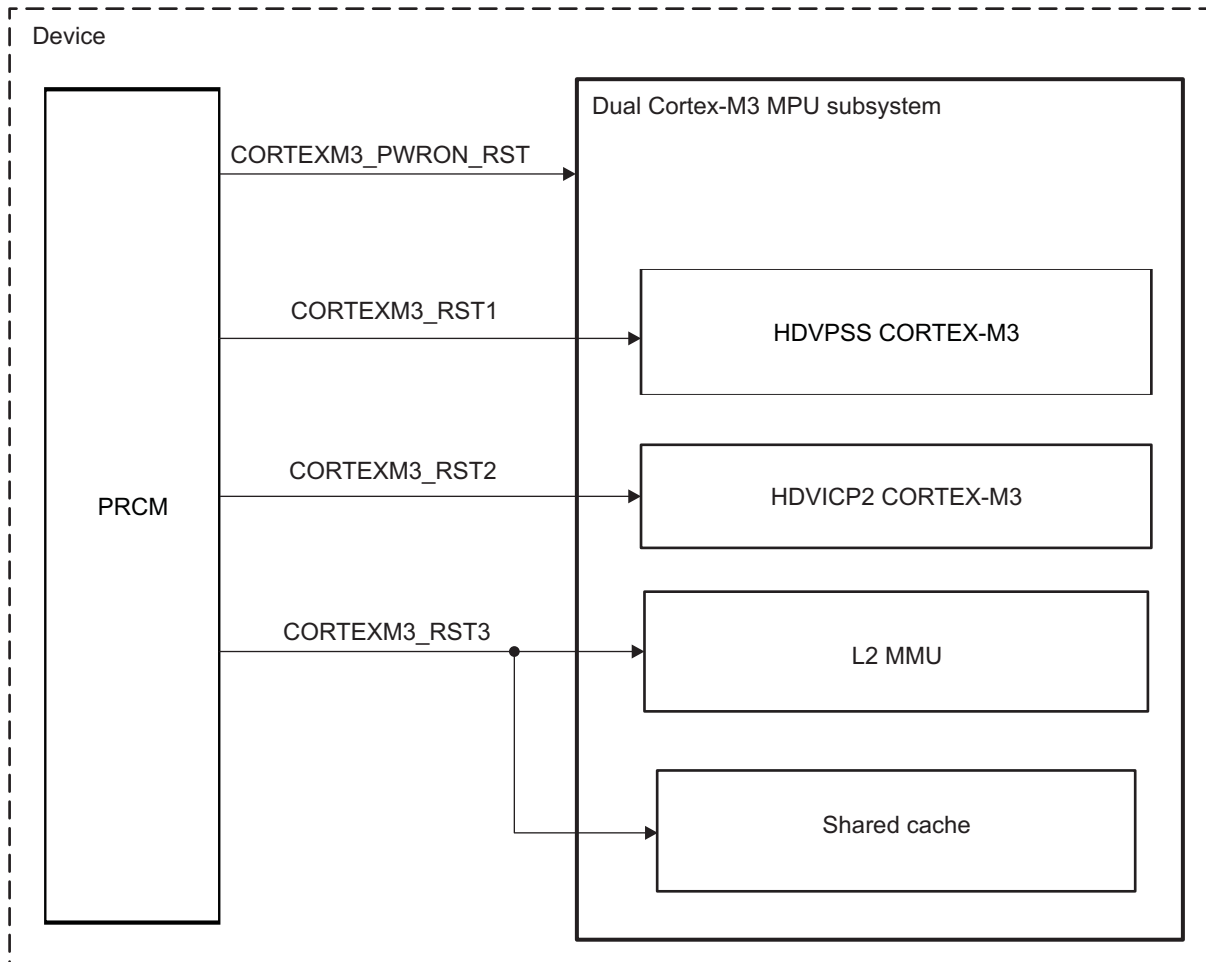 Device
Dual Cortex-M3 MPU subsystem
CORTEXM3_PWRON_RST
CORTEXM3_RST1
HDVPSS CORTEX-M3
CORTEXM3_RST2
HDVICP2 CORTEX-M3
PRCM
CORTEXM3_RST3
L2 MMU
Shared cache